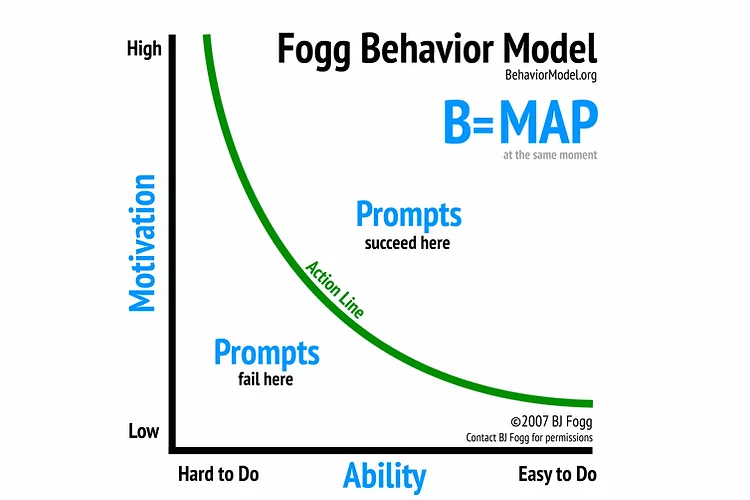 Fogg Behavior Model
BehaviorModel.org
B=MAP
at the same moment
High
Motivation
Low
Prompts
succeed here
Action Line
Prompts
fail here
©2007 BJ Fogg
Contact BJ Fogg for permissions
Hard to Do
Ability
Easy to Do